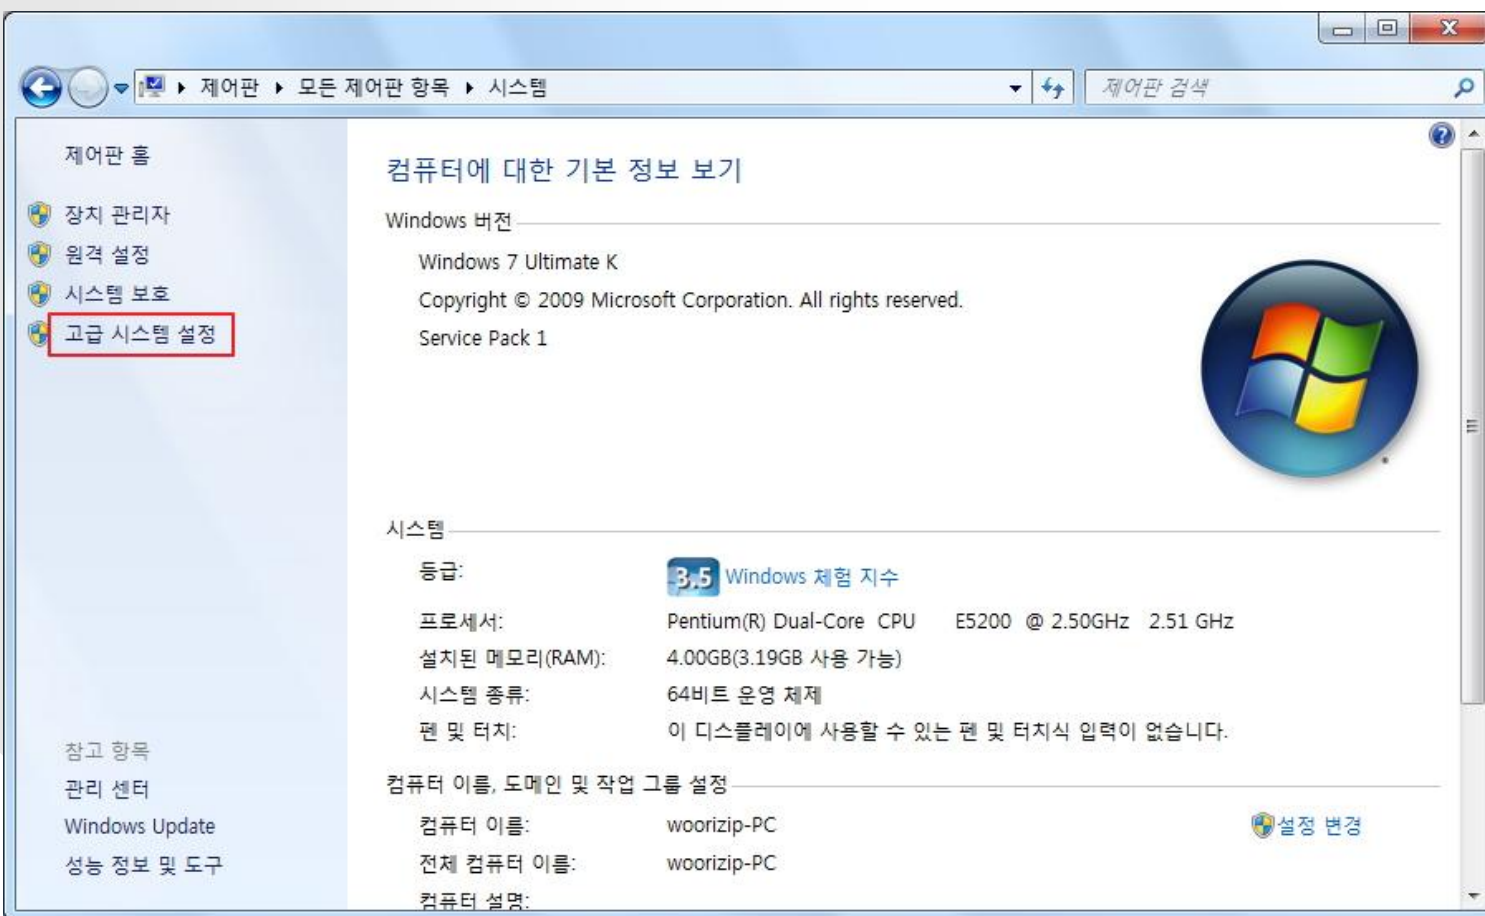 제어판 ▸ 모든 제어판 항목 ▸ 시스템
제어판 검색
제어판 홈
장치 관리자
원격 설정
시스템 보호
고급 시스템 설정
컴퓨터에 대한 기본 정보 보기
Windows 버전
Windows 7 Ultimate K
Copyright © 2009 Microsoft Corporation. All rights reserved.
Service Pack 1
시스템
등급: 3,5 Windows 체험 지수
프로세서: Pentium(R) Dual-Core CPU E5200 @ 2.50GHz 2.51 GHz
설치된 메모리(RAM): 4.00GB(3.19GB 사용 가능)
시스템 종류: 64비트 운영 체제
펜 및 터치: 이 디스플레이에 사용할 수 있는 펜 및 터치식 입력이 없습니다.
컴퓨터 이름, 도메인 및 작업 그룹 설정
컴퓨터 이름: woorizip-PC
설정 변경
전체 컴퓨터 이름: woorizip-PC
컴퓨터 설명:
참고 항목
관리 센터
Windows Update
성능 정보 및 도구